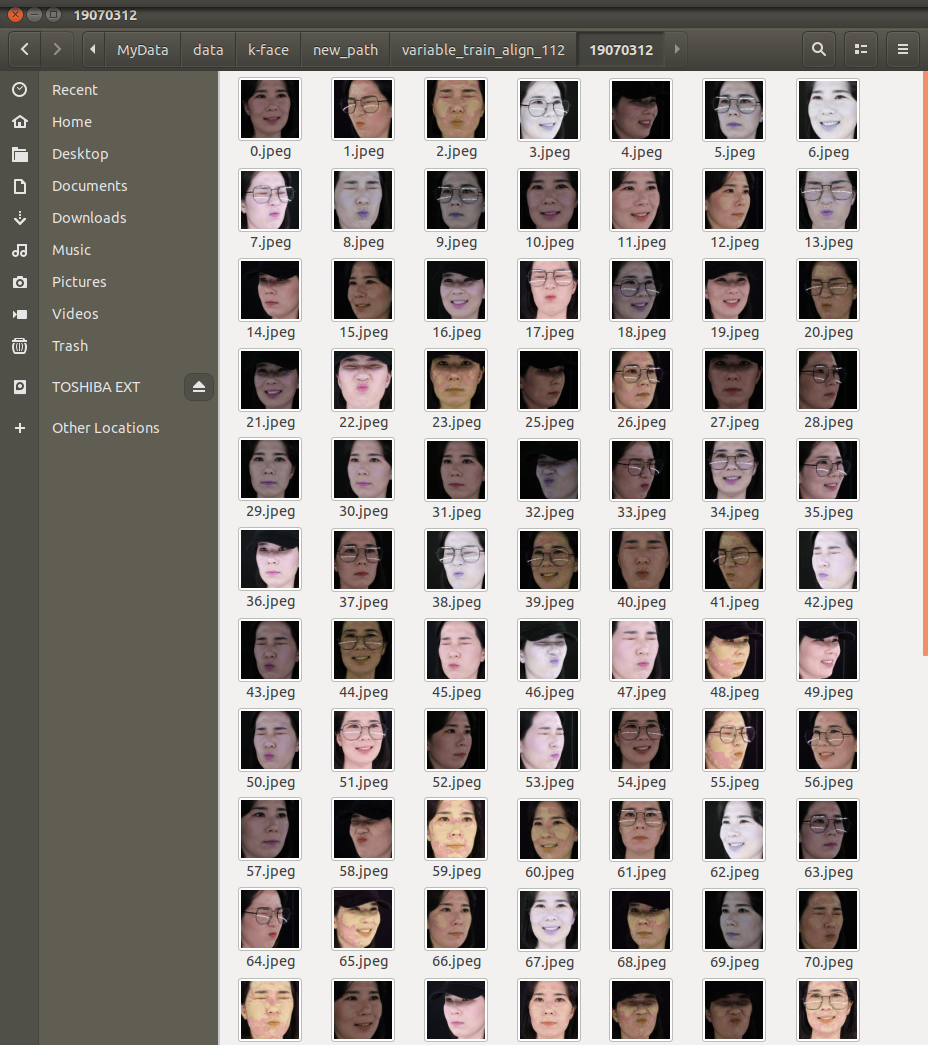 19070312
MyData data k-face new_path variable_train_align_112 19070312
Recent
Home
Desktop
Documents
Downloads
Music
Pictures
Videos
Trash
TOSHIBA EXT
Other Locations
0.jpeg 1.jpeg 2.jpeg 3.jpeg 4.jpeg 5.jpeg 6.jpeg
7.jpeg 8.jpeg 9.jpeg 10.jpeg 11.jpeg 12.jpeg 13.jpeg
14.jpeg 15.jpeg 16.jpeg 17.jpeg 18.jpeg 19.jpeg 20.jpeg
21.jpeg 22.jpeg 23.jpeg 25.jpeg 26.jpeg 27.jpeg 28.jpeg
29.jpeg 30.jpeg 31.jpeg 32.jpeg 33.jpeg 34.jpeg 35.jpeg
36.jpeg 37.jpeg 38.jpeg 39.jpeg 40.jpeg 41.jpeg 42.jpeg
43.jpeg 44.jpeg 45.jpeg 46.jpeg 47.jpeg 48.jpeg 49.jpeg
50.jpeg 51.jpeg 52.jpeg 53.jpeg 54.jpeg 55.jpeg 56.jpeg
57.jpeg 58.jpeg 59.jpeg 60.jpeg 61.jpeg 62.jpeg 63.jpeg
64.jpeg 65.jpeg 66.jpeg 67.jpeg 68.jpeg 69.jpeg 70.jpeg